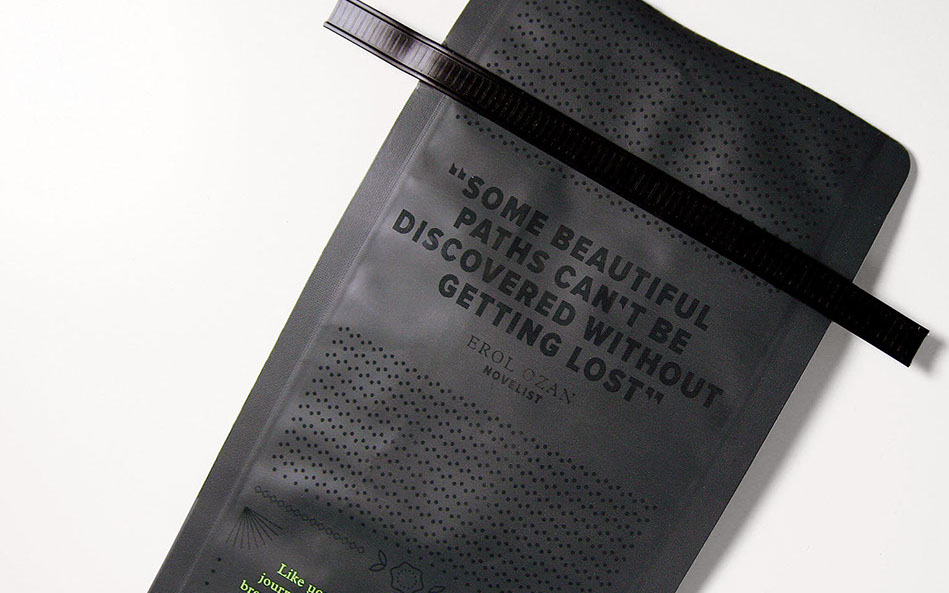 "SOME BEAUTIFUL
PATHS CAN'T BE
DISCOVERED WITHOUT
GETTING LOST"
EROL OZAN
NOVELIST
Like